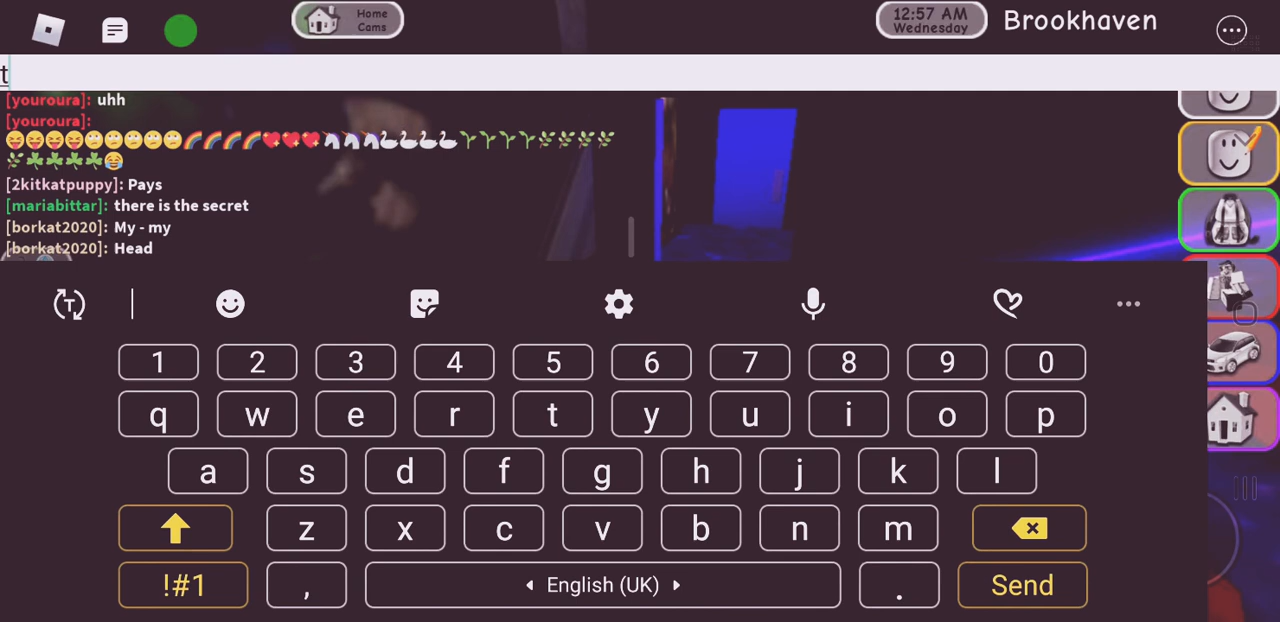 Home
Cams
12:57 AM
Wednesday
Brookhaven
t
[youroura]: uhh
[youroura]:
😝😝😝😝🙄🙄🙄🙄🙄🌈🌈🌈🌈💖💖💖🦄🦄🦄🦢🦢🦢🦢🌱🌱🌱🌱🌿🌿🌿🌿
🌿☘☘☘☘😂
[2kitkatpuppy]: Pays
[mariabittar]: there is the secret
[borkat2020]: My - my
[borkat2020]: Head
T
1 2 3 4 5 6 7 8 9 0
q w e r t y u i o p
a s d f g h j k l
z x c v b n m
!#1 , English (UK) . Send